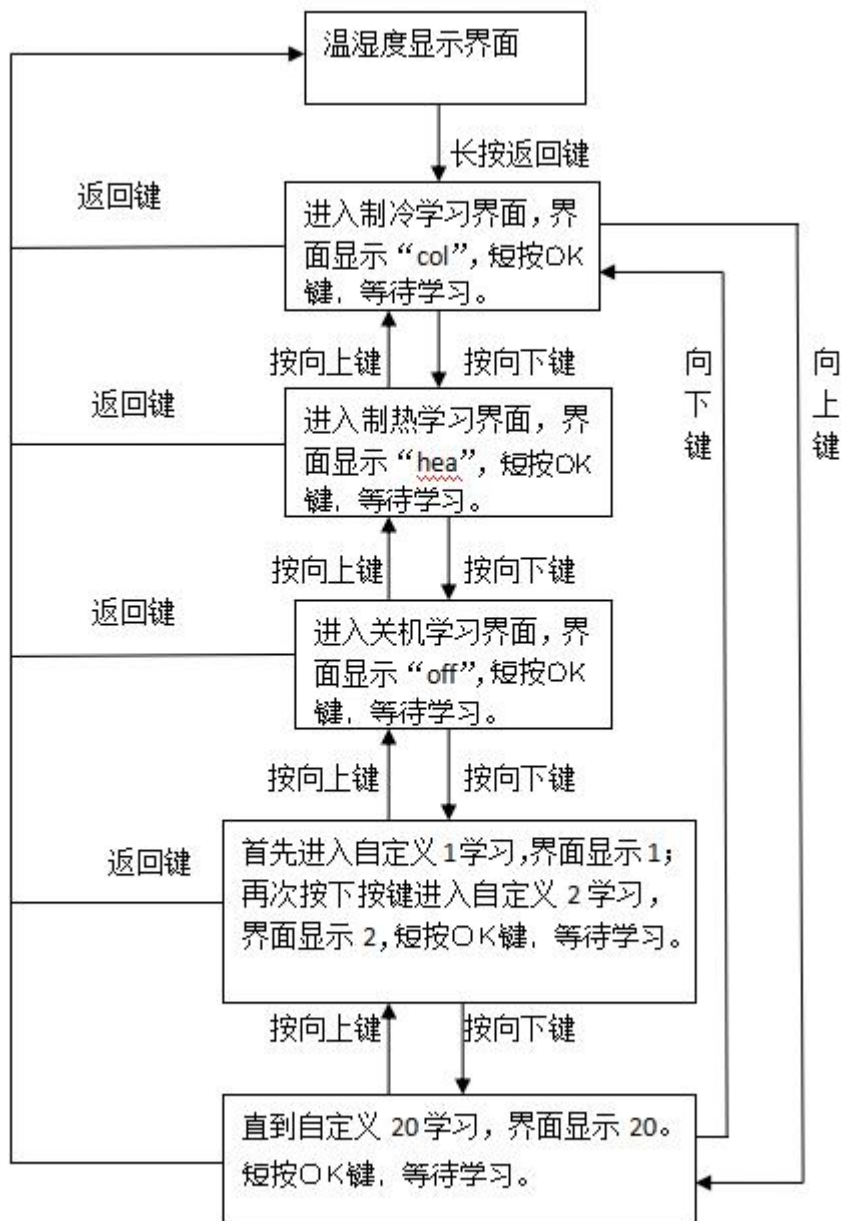 温湿度显示界面
长按返回键
返回键
进入制冷学习界面，界
面显示“col”，短按OK
键，等待学习。
按向上键
按向下键
向下键
向上键
返回键
进入制热学习界面，界
面显示“hea”，短按OK
键，等待学习。
按向上键
按向下键
返回键
进入关机学习界面，界
面显示“off”,短按OK
键，等待学习。
按向上键
按向下键
返回键
首先进入自定义1学习,界面显示1；
再次按下按键进入自定义 2 学习，
界面显示 2,短按OK键，等待学习。
按向上键
按向下键
直到自定义 20 学习，界面显示 20。
短按OK键，等待学习。